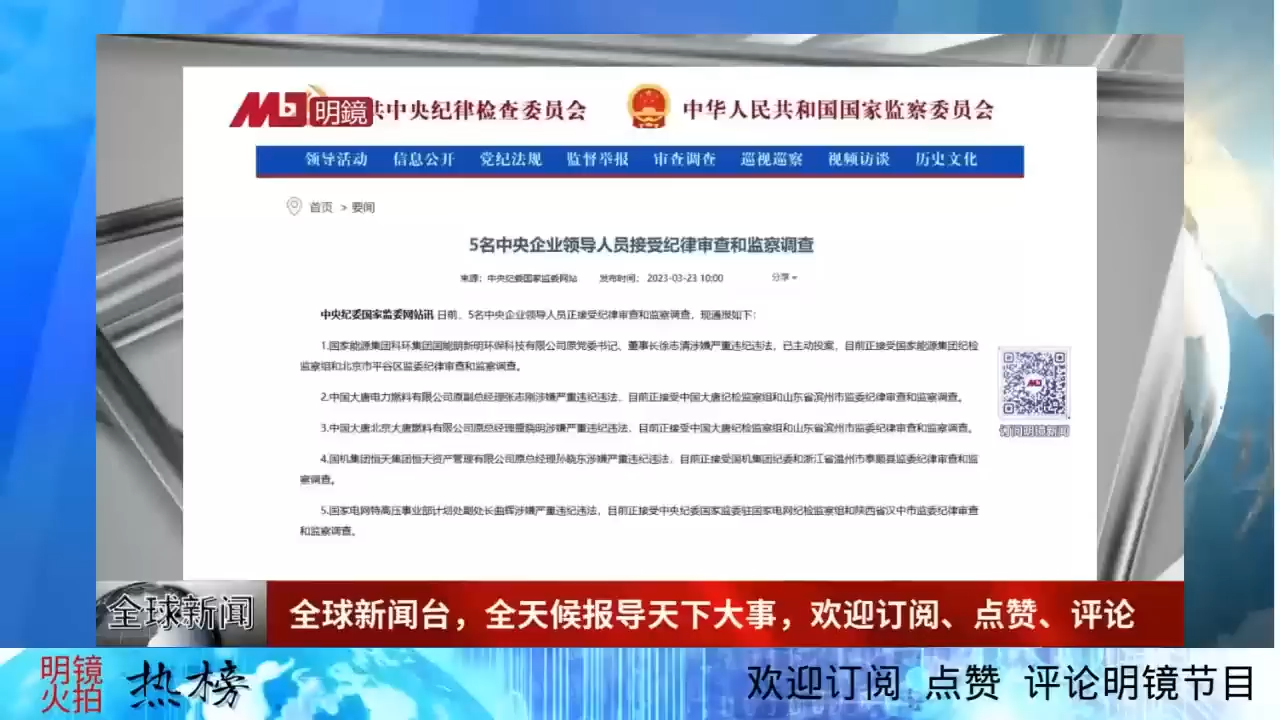 明鏡
共中央纪律检查委员会
中华人民共和国国家监察委员会
领导活动 信息公开 党纪法规 监督举报 审查调查 巡视巡察 视频访谈 历史文化
首页 > 要闻
5名中央企业领导人员接受纪律审查和监察调查
来源：中央纪委国家监委网站 发布时间：2023-03-23 10:00 分享
中央纪委国家监委网站讯 日前，5名中央企业领导人员正接受纪律审查和监察调查，现通报如下：
1.国家能源集团科环集团国能朗新明环保科技有限公司原党委书记、董事长徐志清涉嫌严重违纪违法，已主动投案，目前正接受国家能源集团纪检
监察组和北京市平谷区监委纪律审查和监察调查。
2.中国大唐电力燃料有限公司原副总经理张志刚涉嫌严重违纪违法，目前正接受中国大唐纪检监察组和山东省滨州市监委纪律审查和监察调查。
3.中国大唐北京大唐燃料有限公司原总经理晓明涉嫌严重违纪违法，目前正接受中国大唐纪检监察组和山东省滨州市监委纪律审查和监察调查。
4.国机集团恒天集团恒天资产管理有限公司原总经理孙晓东涉嫌严重违纪违法，目前正接受国机集团纪委和浙江省温州市泰顺县监委纪律审查和监
察调查。
5.国家电网特高压事业部计划处副处长曲辉涉嫌严重违纪违法，目前正接受中央纪委国家监委驻国家电网纪检监察组和陕西省汉中市监委纪律审查
和监察调查。
订阅明镜新闻
全球新闻
全球新闻台，全天候报导天下大事，欢迎订阅、点赞、评论
明镜
火拍
热榜
欢迎订阅 点赞 评论明镜节目